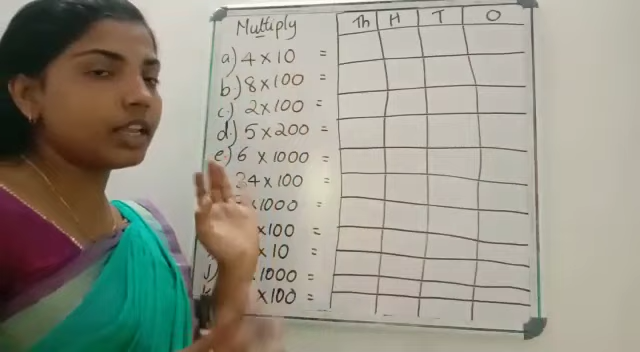 Multiply
Th H T O
a) 4 × 10 =
b.) 8 × 100 =
c.) 2 × 100 =
d.) 5 × 200 =
e.) 6 × 1000 =
34 × 100 =
× 1000 =
× 100 =
× 10 =
j) × 1000 =
× 100 =